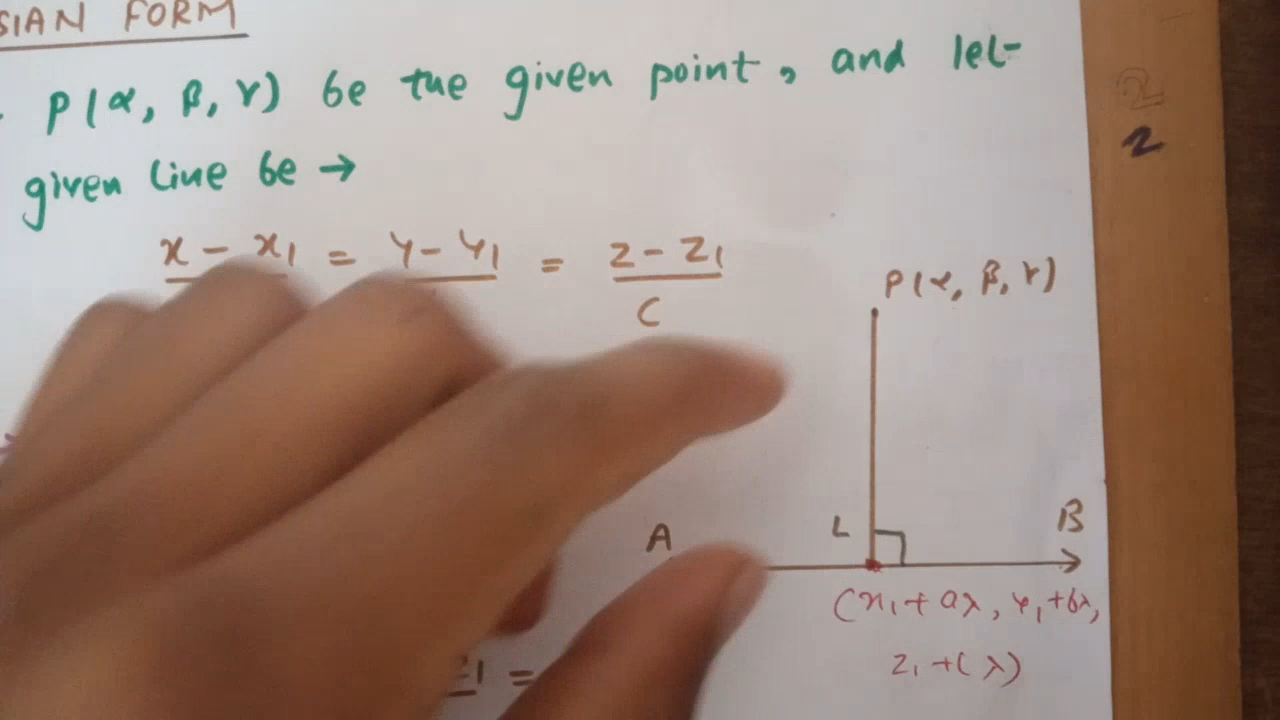 SIAN FORM
P(α, β, γ) be the given point, and let
given line be →
x - x₁ = y - y₁ = z - z₁
C
P(α, β, γ)
A L B
(x₁ + aλ, y₁ + bλ,
z₁ + cλ)
2
2